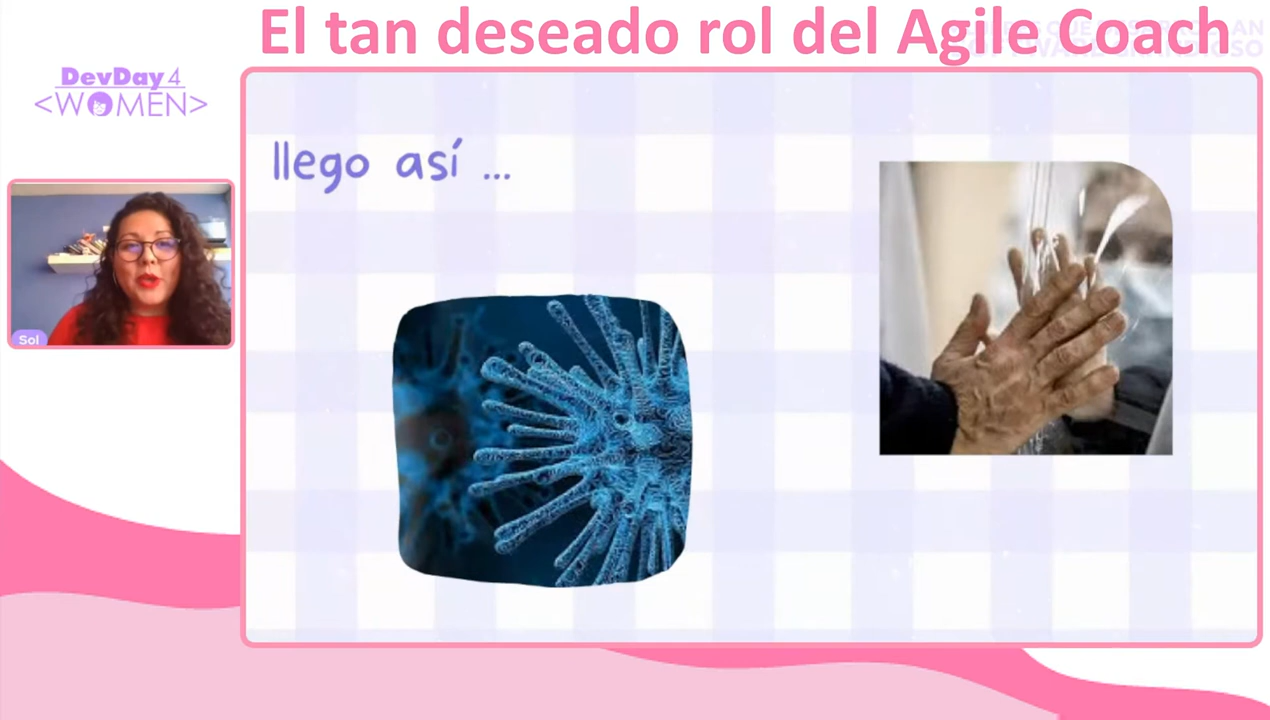 El tan deseado rol del Agile Coach
DevDay4
<WOMEN>
llego así ...
Sol